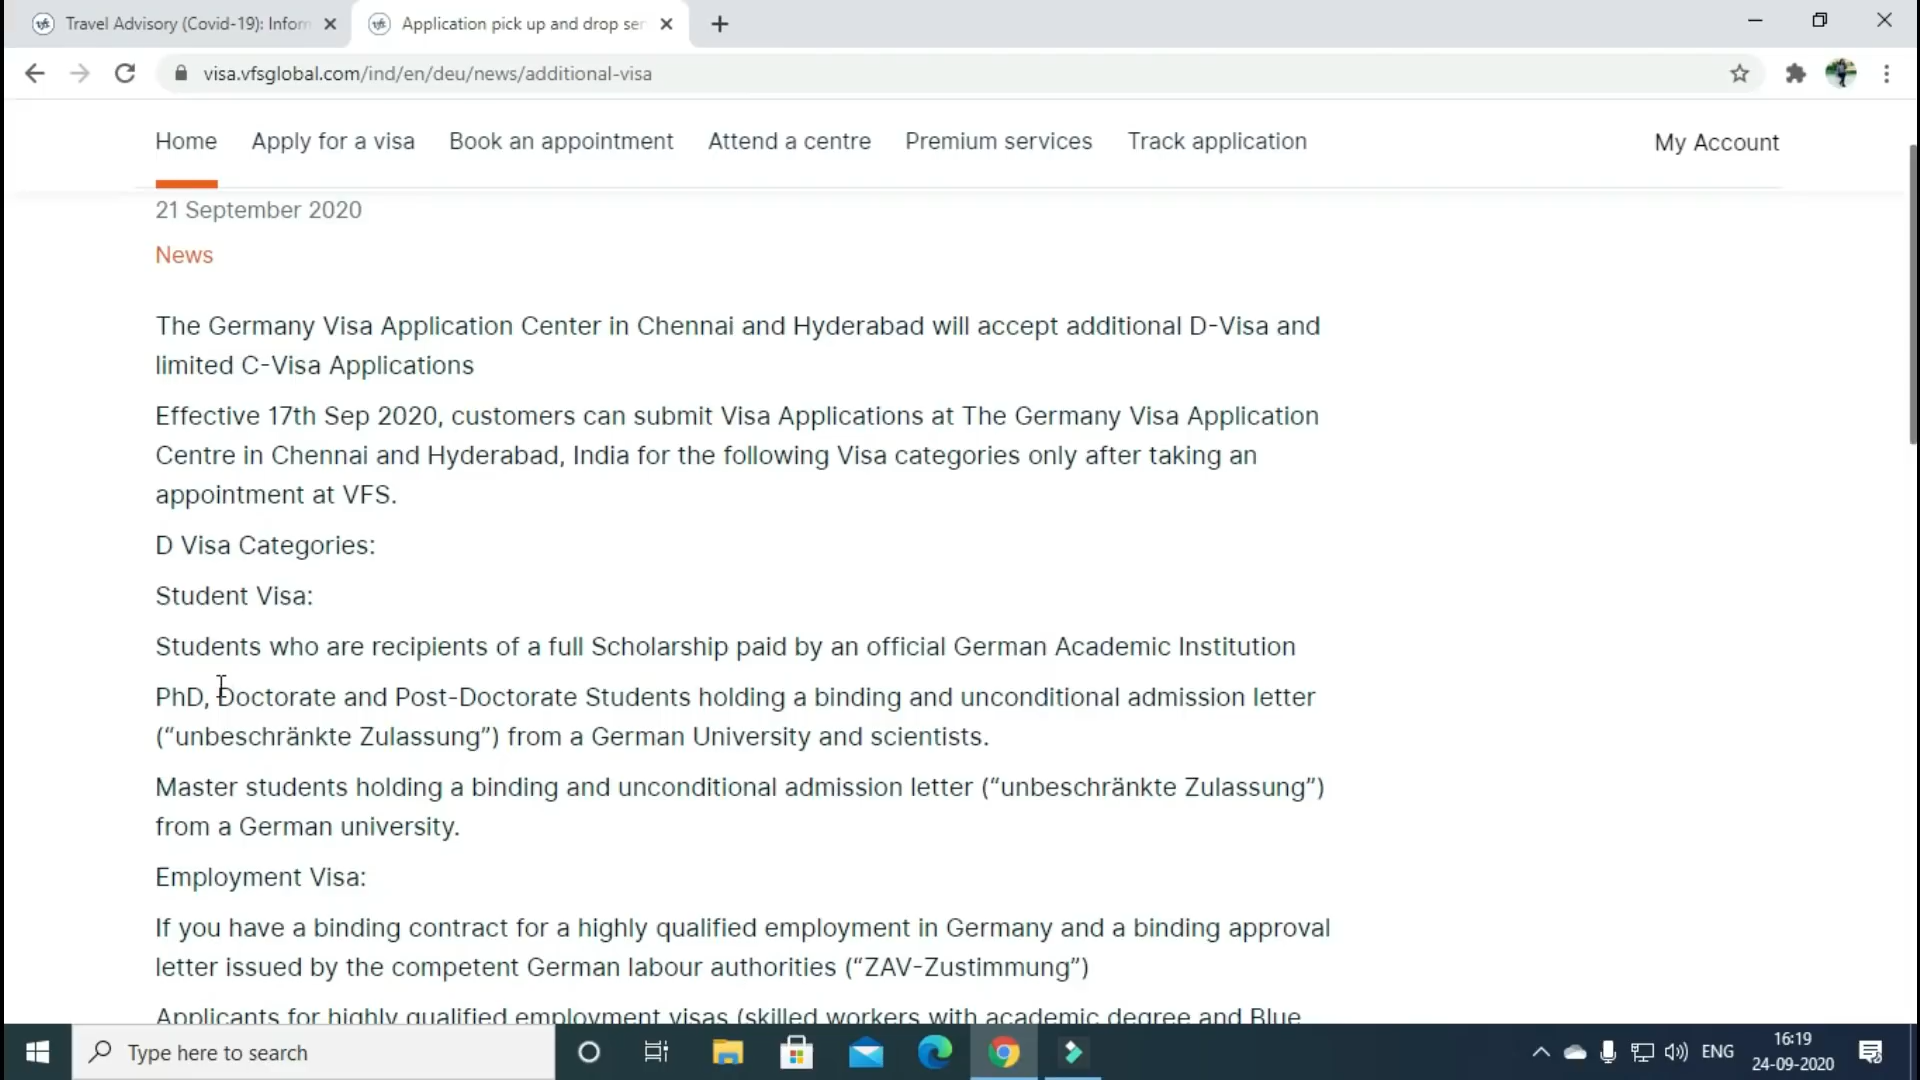 Travel Advisory (Covid-19): Inforn
Application pick up and drop ser
visa.vfsglobal.com/ind/en/deu/news/additional-visa
Home Apply for a visa Book an appointment Attend a centre Premium services Track application My Account
21 September 2020
News
The Germany Visa Application Center in Chennai and Hyderabad will accept additional D-Visa and
limited C-Visa Applications
Effective 17th Sep 2020, customers can submit Visa Applications at The Germany Visa Application
Centre in Chennai and Hyderabad, India for the following Visa categories only after taking an
appointment at VFS.
D Visa Categories:
Student Visa:
Students who are recipients of a full Scholarship paid by an official German Academic Institution
PhD, Doctorate and Post-Doctorate Students holding a binding and unconditional admission letter
(“unbeschränkte Zulassung”) from a German University and scientists.
Master students holding a binding and unconditional admission letter (“unbeschränkte Zulassung”)
from a German university.
Employment Visa:
If you have a binding contract for a highly qualified employment in Germany and a binding approval
letter issued by the competent German labour authorities (“ZAV-Zustimmung”)
Applicants for highly qualified employment visas (skilled workers with academic degree and Blue
Type here to search
ENG
16:19
24-09-2020